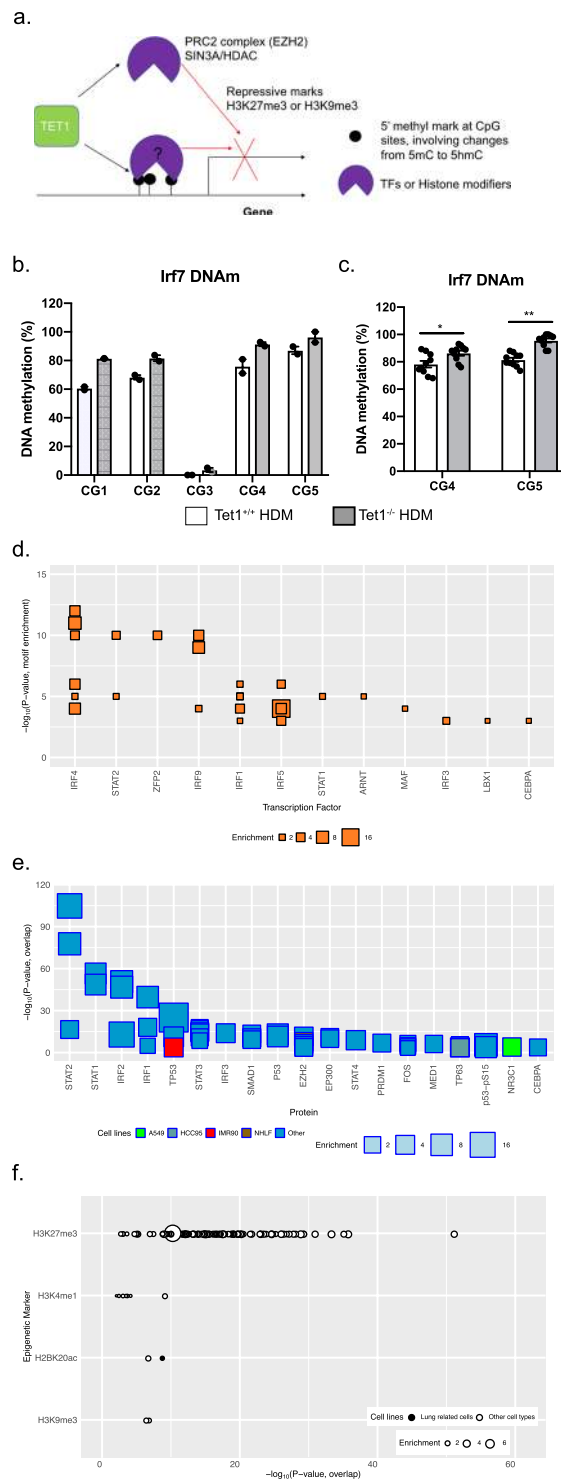 a.
PRC2 complex (EZH2)
SIN3A/HDAC
Repressive marks
H3K27me3 or H3K9me3
TET1
?
5' methyl mark at CpG
sites, involving changes
from 5mC to 5hmC
TFs or Histone modifiers
Gene
b.
Irf7 DNAm
DNA methylation (%)
120
100
80
60
40
20
0
CG1 CG2 CG3 CG4 CG5
c.
Irf7 DNAm
DNA methylation (%)
120
100
80
60
40
20
0
*
**
CG4 CG5
Tet1+/+ HDM
Tet1-/- HDM
d.
−log10(P−value, motif enrichment)
15
10
5
0
IRF4
STAT2
ZFP2
IRF9
IRF1
IRF5
STAT1
ARNT
MAF
IRF3
LBX1
CEBPA
Transcription Factor
Enrichment 2 4 8 16
e.
−log10(P−value, overlap)
120
90
60
30
0
STAT2
STAT1
IRF2
IRF1
TP53
STAT3
IRF3
SMAD1
P53
EZH2
EP300
STAT4
PRDM1
FOS
MED1
TP63
p53−pS15
NR3C1
CEBPA
Protein
Cell lines A549 HCC95 IMR90 NHLF Other
Enrichment 2 4 8 16
f.
Epigenetic Marker
H3K27me3
H3K4me1
H2BK20ac
H3K9me3
Cell lines Lung related cells Other cell types
Enrichment 2 4 6
0 20 40 60
−log10(P−value, overlap)